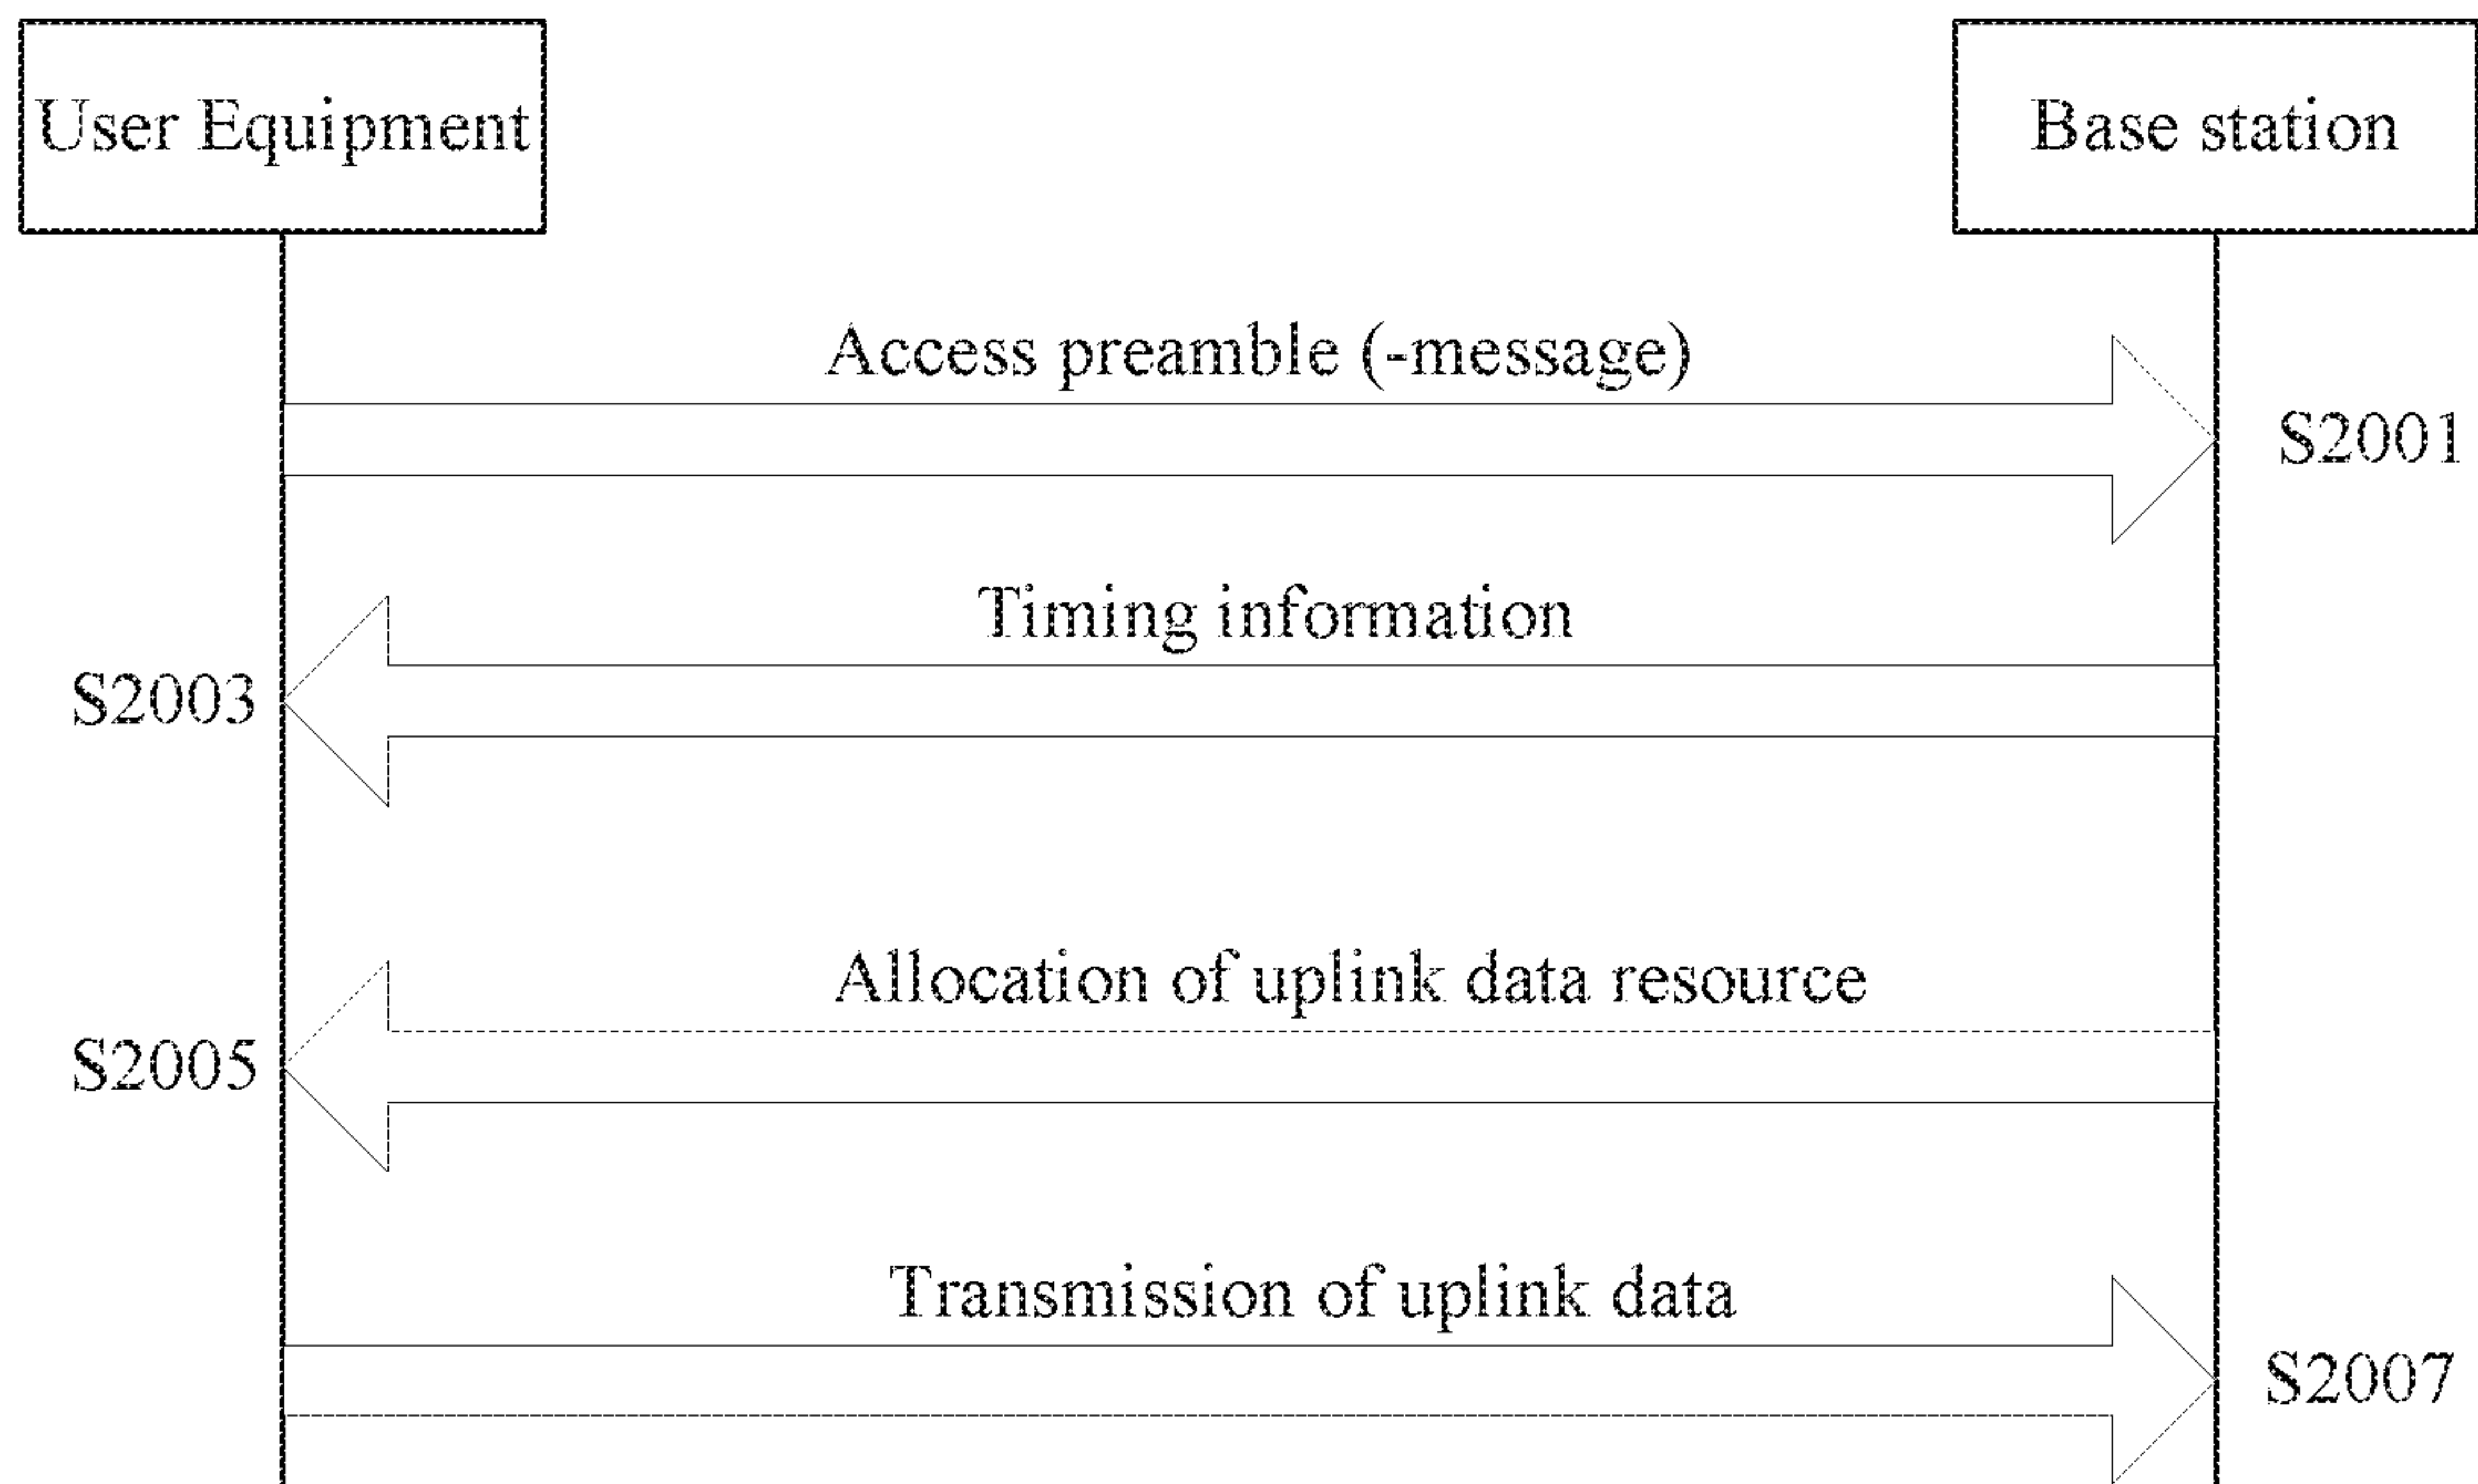 User Equipment
Base station
Access preamble (-message)
S2001
Timing information
S2003
Allocation of uplink data resource
S2005
Transmission of uplink data
S2007